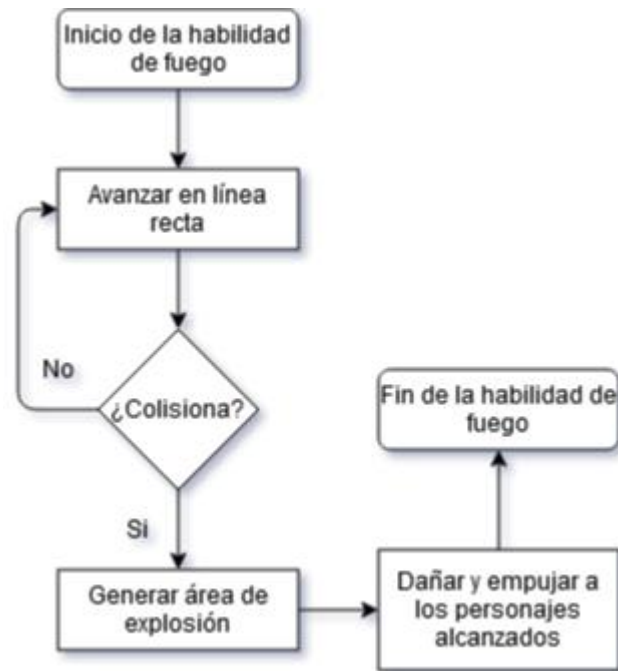 Inicio de la habilidad
de fuego
Avanzar en línea
recta
No
¿Colisiona?
Si
Generar área de
explosión
Dañar y empujar a
los personajes
alcanzados
Fin de la habilidad de
fuego